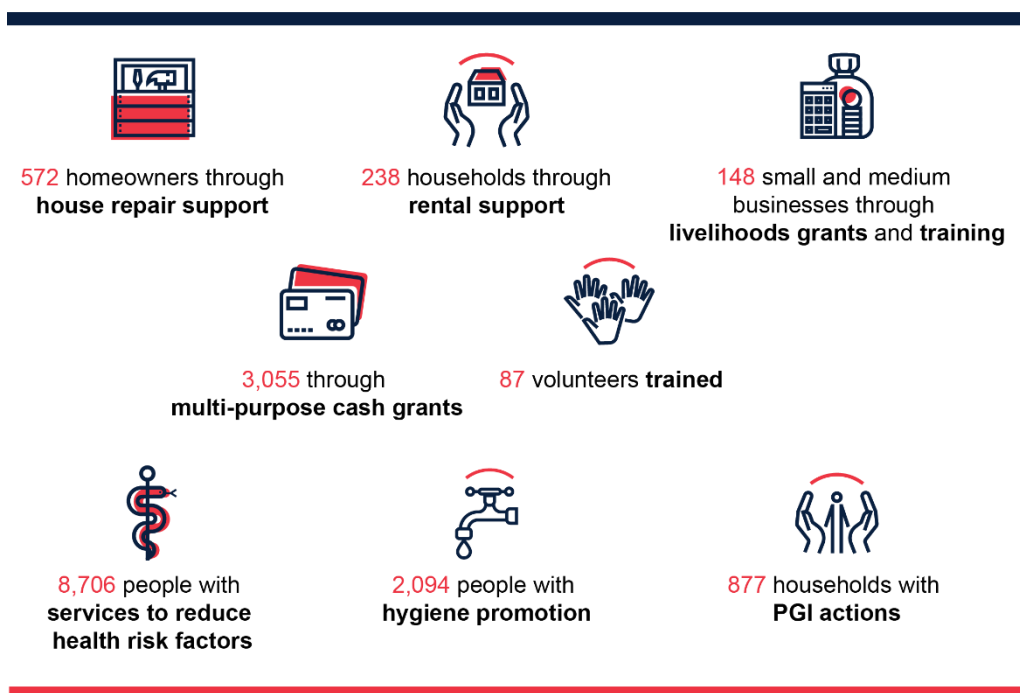 572 homeowners through
house repair support
238 households through
rental support
148 small and medium
businesses through
livelihoods grants and training
3,055 through
multi-purpose cash grants
87 volunteers trained
8,706 people with
services to reduce
health risk factors
2,094 people with
hygiene promotion
877 households with
PGI actions